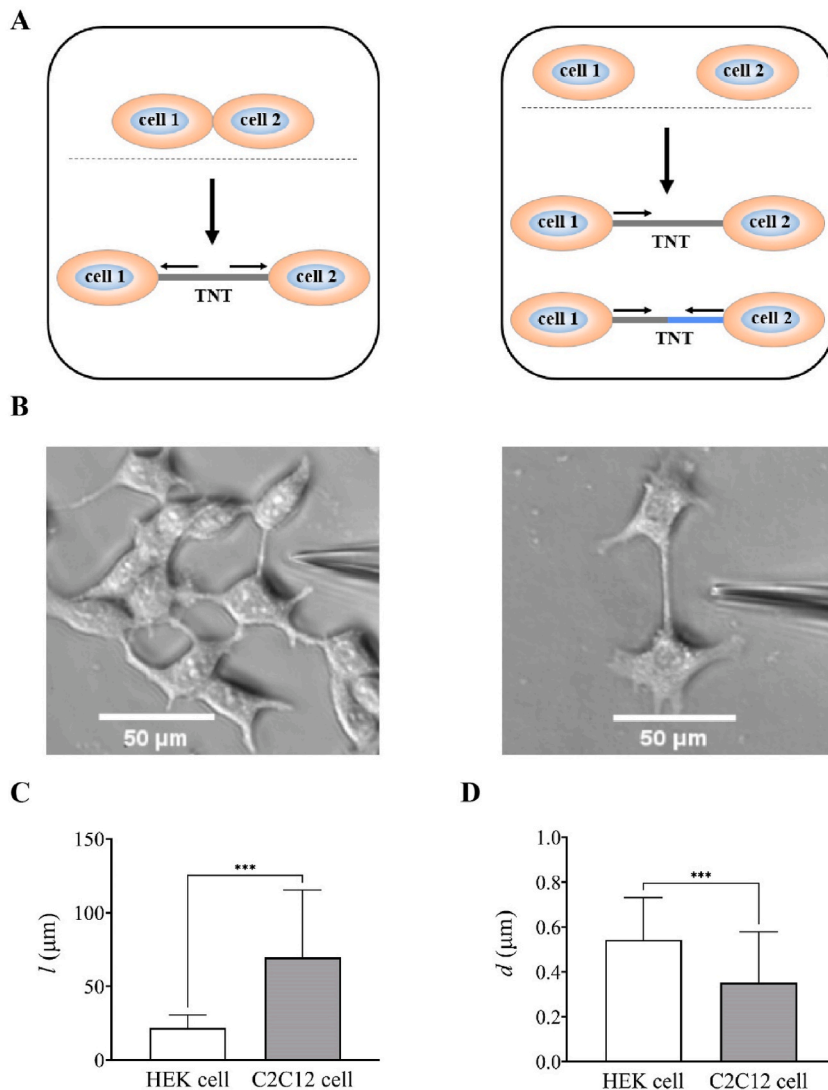 A
cell 1 cell 2
cell 1 cell 2
TNT
cell 1 cell 2
cell 1 cell 2
TNT
cell 1 cell 2
TNT
B
50 μm
50 μm
C
150
100
50
0
l (μm)
***
HEK cell C2C12 cell
D
1.0
0.8
0.6
0.4
0.2
0.0
d (μm)
***
HEK cell C2C12 cell